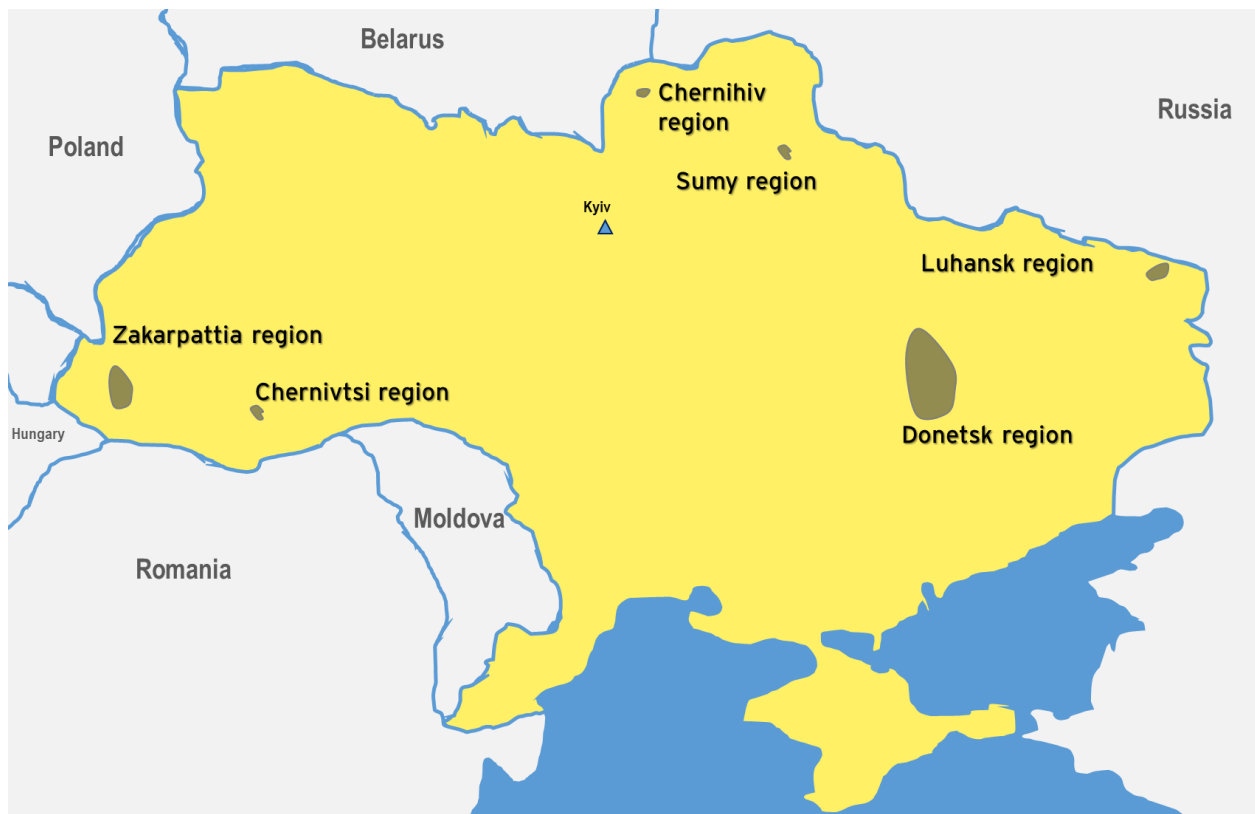 Belarus
Poland
Chernihiv
region
Russia
Sumy region
Kyiv
Luhansk region
Zakarpattia region
Chernivtsi region
Hungary
Donetsk region
Moldova
Romania